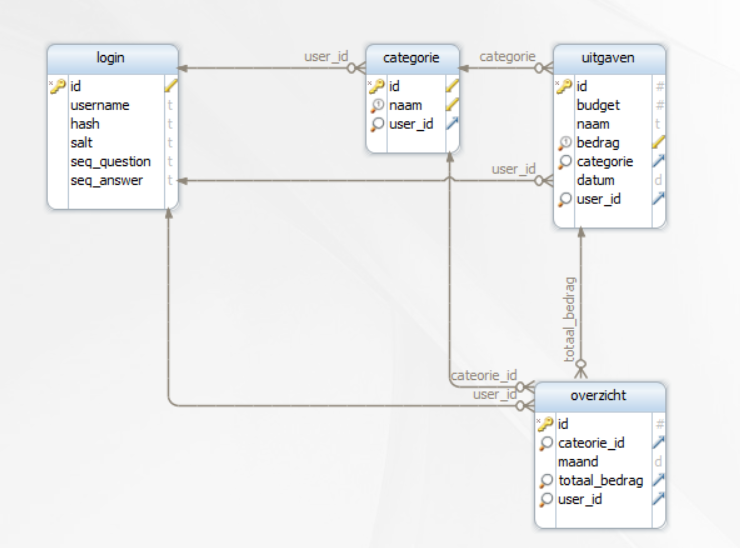 login
id
username
hash
salt
seq_question
seq_answer
t
t
t
t
t
user_id
categorie
id
naam
user_id
categorie
uitgaven
id
budget
naam
bedrag
categorie
datum
user_id
#
#
t
d
user_id
totaal_bedrag
cateorie_id
user_id
overzicht
id
cateorie_id
maand
totaal_bedrag
user_id
#
d